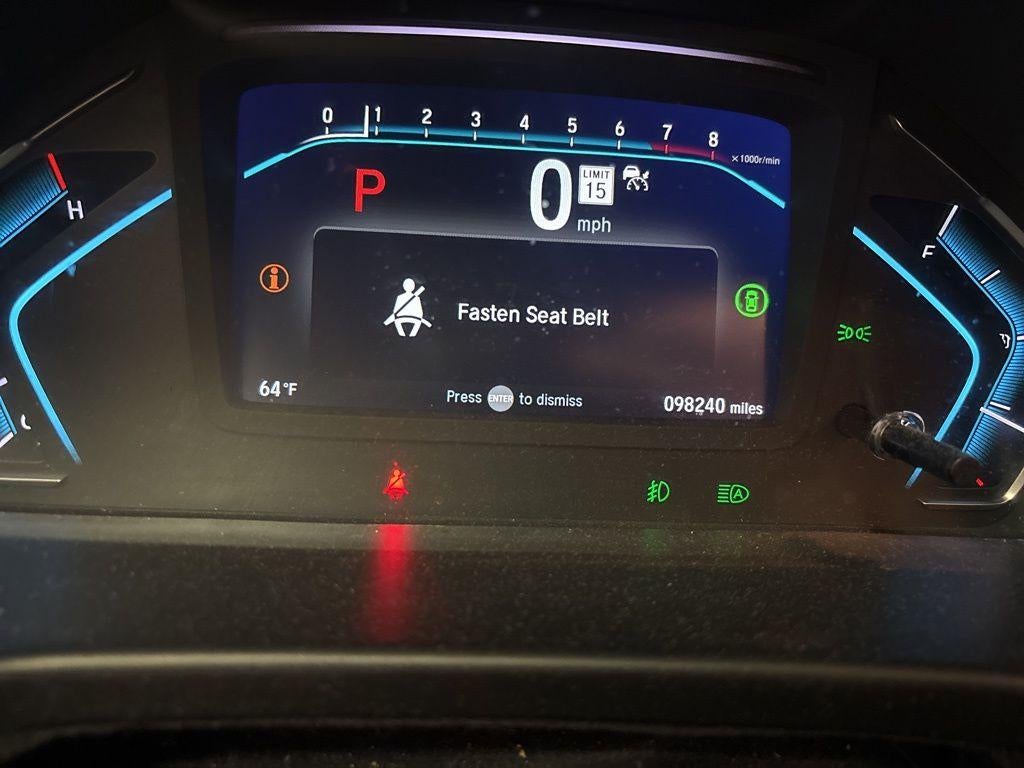 0 1 2 3 4 5 6 7 8
x1000r/min
P
0
mph
LIMIT
15
H
F
i
Fasten Seat Belt
64°F
Press ENTER to dismiss
098240 miles
A